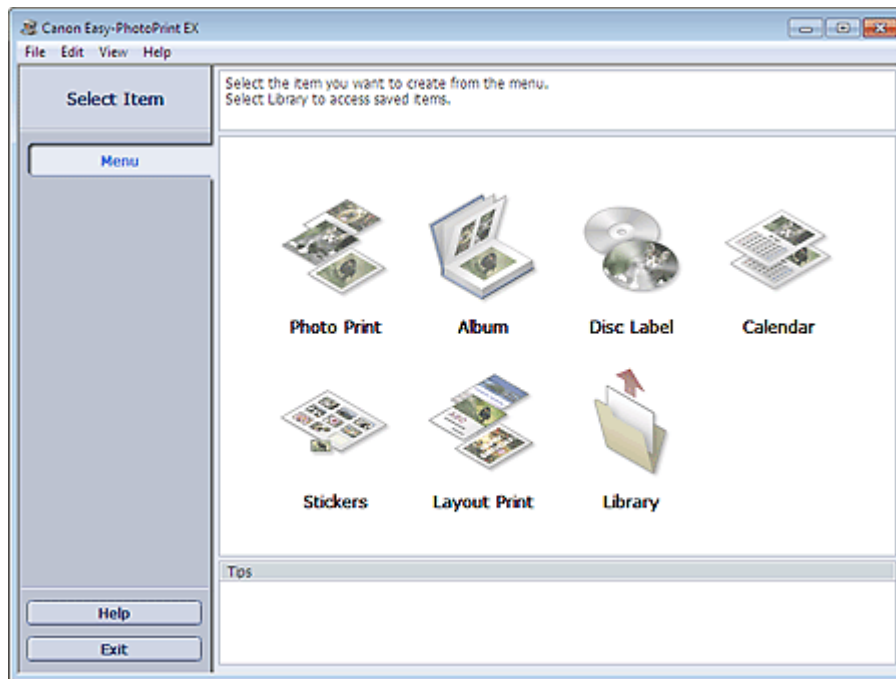 Canon Easy-PhotoPrint EX
File Edit View Help
Select Item
Select the item you want to create from the menu.
Select Library to access saved items.
Menu
Photo Print Album Disc Label Calendar
Stickers Layout Print Library
Tips
Help
Exit